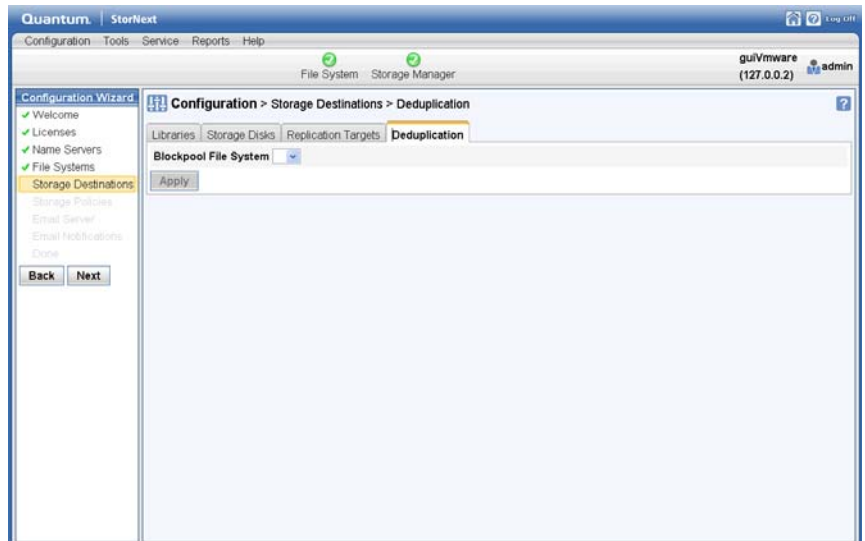 Quantum. StorNext
Log Off
Configuration Tools Service Reports Help
File System Storage Manager
guiVmware
(127.0.0.2)
admin
Configuration Wizard
Welcome
Licenses
Name Servers
File Systems
Storage Destinations
Storage Policies
Email Server
Email Notifications
Done
Back Next
Configuration > Storage Destinations > Deduplication
Libraries Storage Disks Replication Targets Deduplication
Blockpool File System
Apply